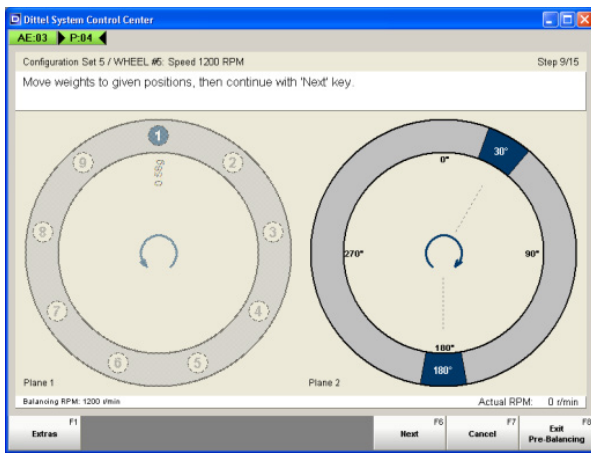 Dittel System Control Center
AE:03 P:04
Configuration Set 5 / WHEEL #5: Speed 1200 RPM Step 9/15
Move weights to given positions, then continue with 'Next' key.
1
2
3
4
5
6
7
8
9
0.58g
Plane 1
30°
0°
90°
270°
180°
180°
Plane 2
Balancing RPM: 1200 r/min Actual RPM: 0 r/min
F1 F6 F7 F8
Extras Next Cancel Exit
Pre-Balancing